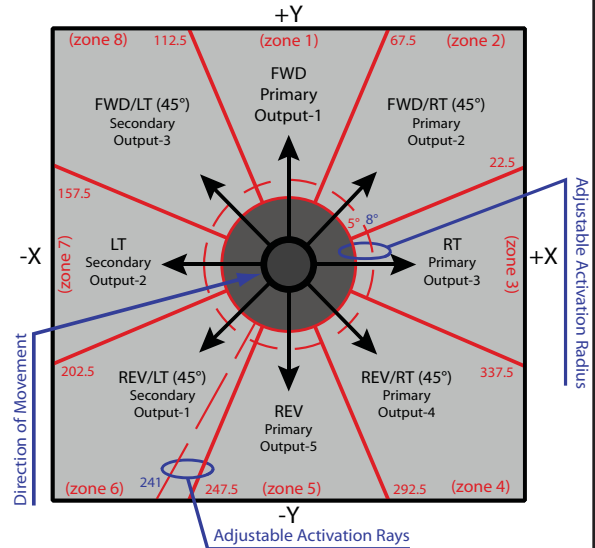 +Y
(zone 8)
112.5
(zone 1)
67.5
(zone 2)
FWD
Primary
Output-1
FWD/LT (45°)
Secondary
Output-3
FWD/RT (45°)
Primary
Output-2
22.5
157.5
5°
8°
Adjustable Activation Radius
-X
(zone 7)
LT
Secondary
Output-2
RT
Primary
Output-3
(zone 3)
+X
202.5
337.5
REV/LT (45°)
Secondary
Output-1
REV
Primary
Output-5
REV/RT (45°)
Primary
Output-4
Direction of Movement
(zone 6)
241
247.5
(zone 5)
292.5
(zone 4)
-Y
Adjustable Activation Rays